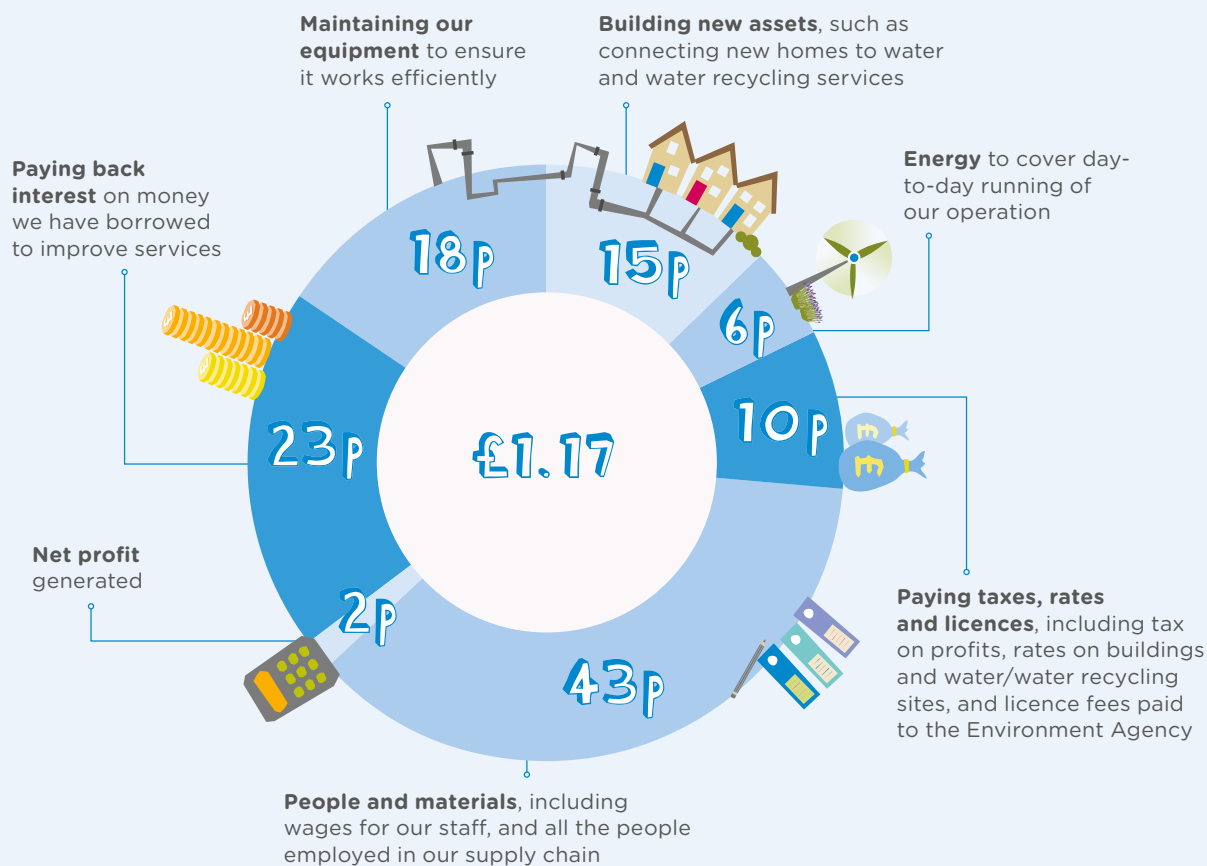 Maintaining our
equipment to ensure
it works efficiently
Building new assets, such as
connecting new homes to water
and water recycling services
Paying back
interest on money
we have borrowed
to improve services
Energy to cover day-
to-day running of
our operation
18p
15p
6p
10p
23p
£1.17
£
£
Net profit
generated
2p
43p
Paying taxes, rates
and licences, including tax
on profits, rates on buildings
and water/water recycling
sites, and licence fees paid
to the Environment Agency
People and materials, including
wages for our staff, and all the people
employed in our supply chain